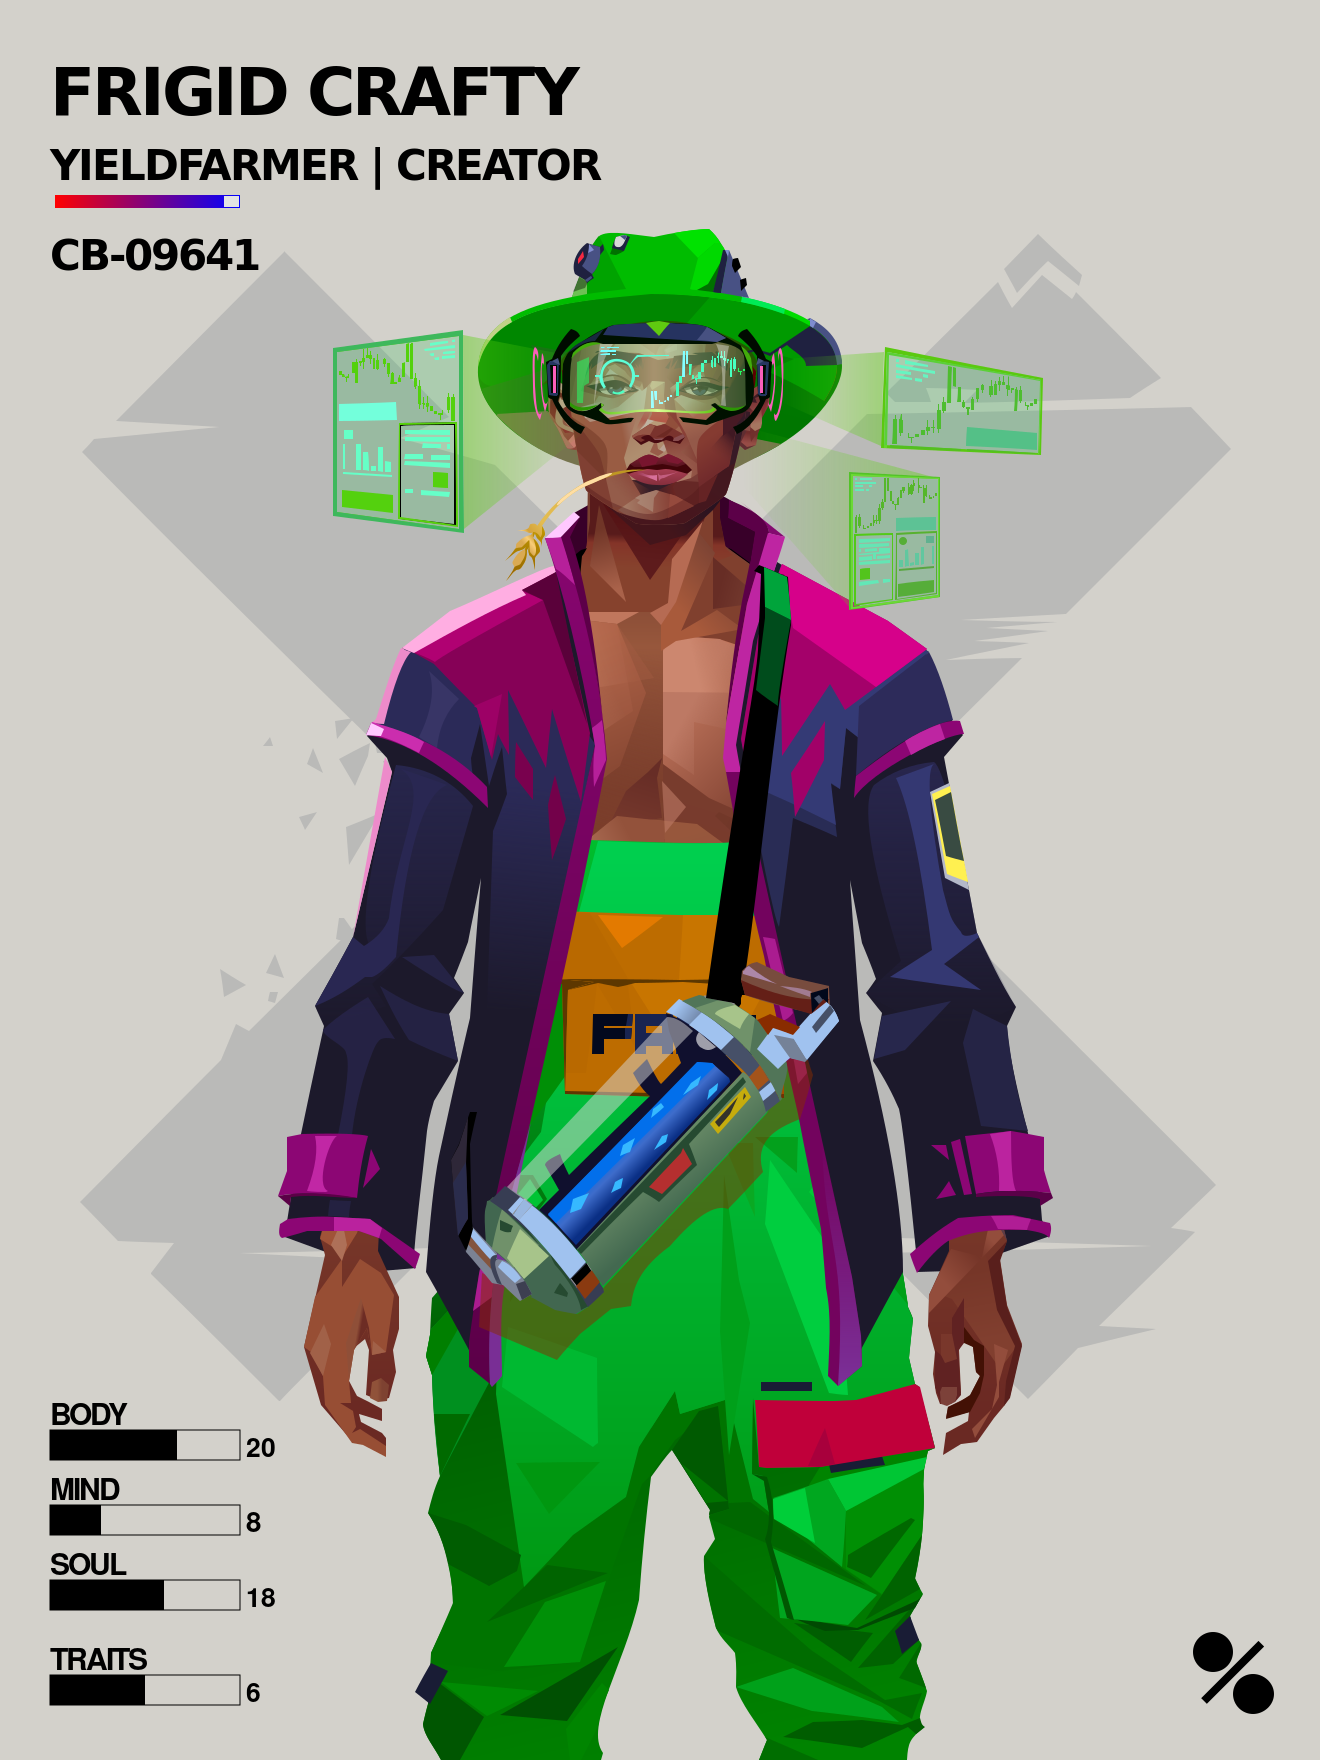 FRIGID CRAFTY
YIELDFARMER | CREATOR
CB-09641
BODY
20
MIND
8
SOUL
18
TRAITS
6
%